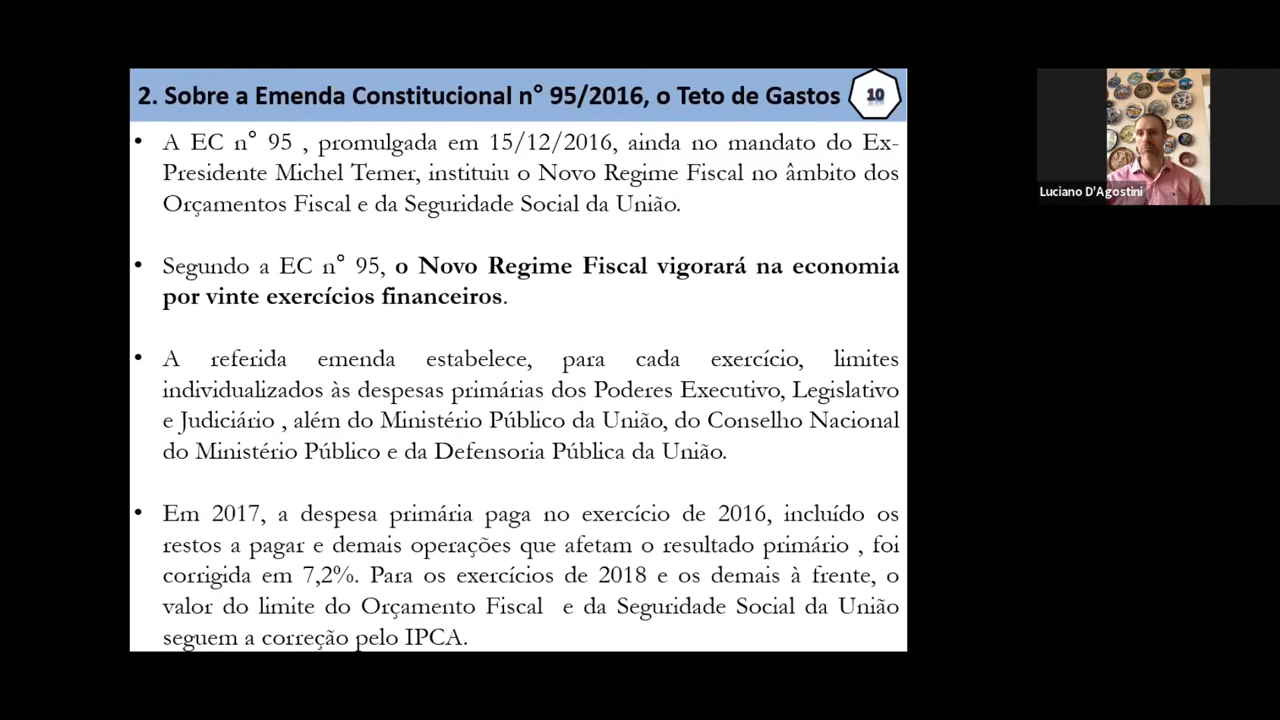 2. Sobre a Emenda Constitucional n° 95/2016, o Teto de Gastos
10
• A EC n° 95 , promulgada em 15/12/2016, ainda no mandato do Ex-
Presidente Michel Temer, instituiu o Novo Regime Fiscal no âmbito dos
Orçamentos Fiscal e da Seguridade Social da União.
• Segundo a EC n° 95, o Novo Regime Fiscal vigorará na economia
por vinte exercícios financeiros.
• A referida emenda estabelece, para cada exercício, limites
individualizados às despesas primárias dos Poderes Executivo, Legislativo
e Judiciário , além do Ministério Público da União, do Conselho Nacional
do Ministério Público e da Defensoria Pública da União.
• Em 2017, a despesa primária paga no exercício de 2016, incluído os
restos a pagar e demais operações que afetam o resultado primário , foi
corrigida em 7,2%. Para os exercícios de 2018 e os demais à frente, o
valor do limite do Orçamento Fiscal e da Seguridade Social da União
seguem a correção pelo IPCA.
Luciano D'Agostini